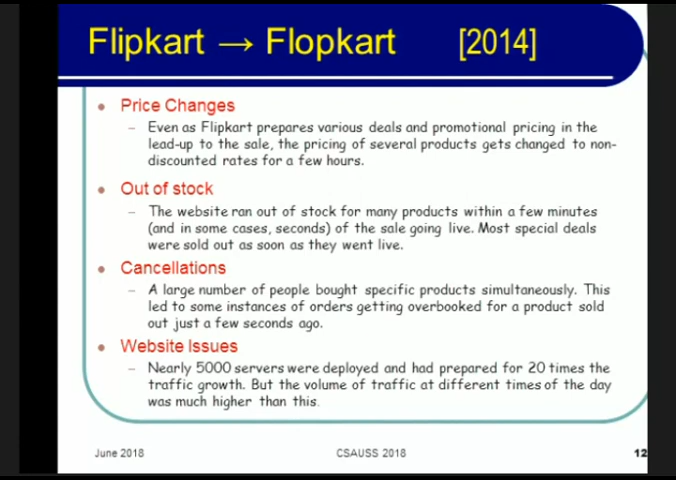 Flipkart → Flopkart [2014]
• Price Changes
– Even as Flipkart prepares various deals and promotional pricing in the
lead-up to the sale, the pricing of several products gets changed to non-
discounted rates for a few hours.
• Out of stock
– The website ran out of stock for many products within a few minutes
(and in some cases, seconds) of the sale going live. Most special deals
were sold out as soon as they went live.
• Cancellations
– A large number of people bought specific products simultaneously. This
led to some instances of orders getting overbooked for a product sold
out just a few seconds ago.
• Website Issues
– Nearly 5000 servers were deployed and had prepared for 20 times the
traffic growth. But the volume of traffic at different times of the day
was much higher than this.
June 2018 CSAUSS 2018 12